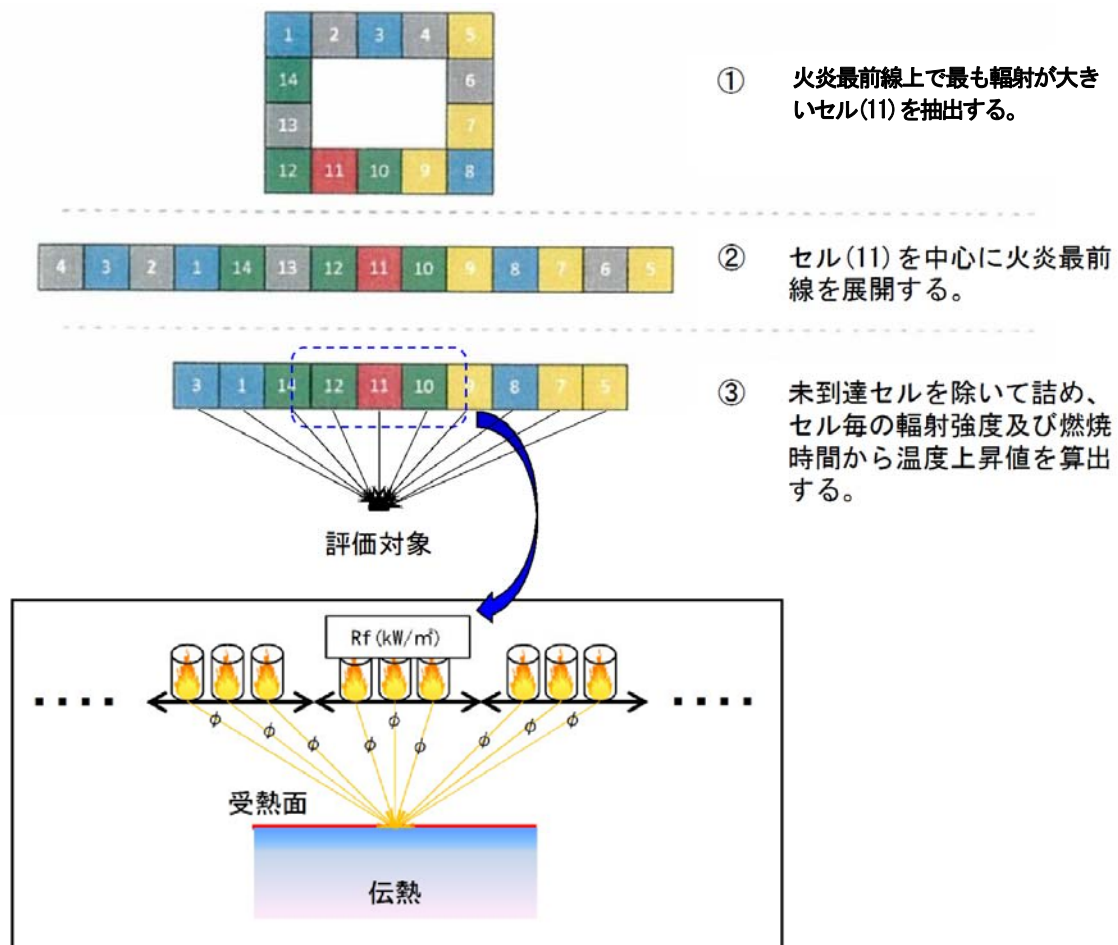 1 2 3 4 5
14 6
13 7
12 11 10 9 8
① 火炎最前線上で最も輻射が大き
いセル(11)を抽出する。
4 3 2 1 14 13 12 11 10 9 8 7 6 5
② セル(11)を中心に火炎最前
線を展開する。
3 1 14 12 11 10 9 8 7 5
③ 未到達セルを除いて詰め、
セル毎の輻射強度及び燃焼
時間から温度上昇値を算出
する。
評価対象
Rf(kW/㎡)
φ φ φ φ φ φ φ φ φ
受熱面
伝熱